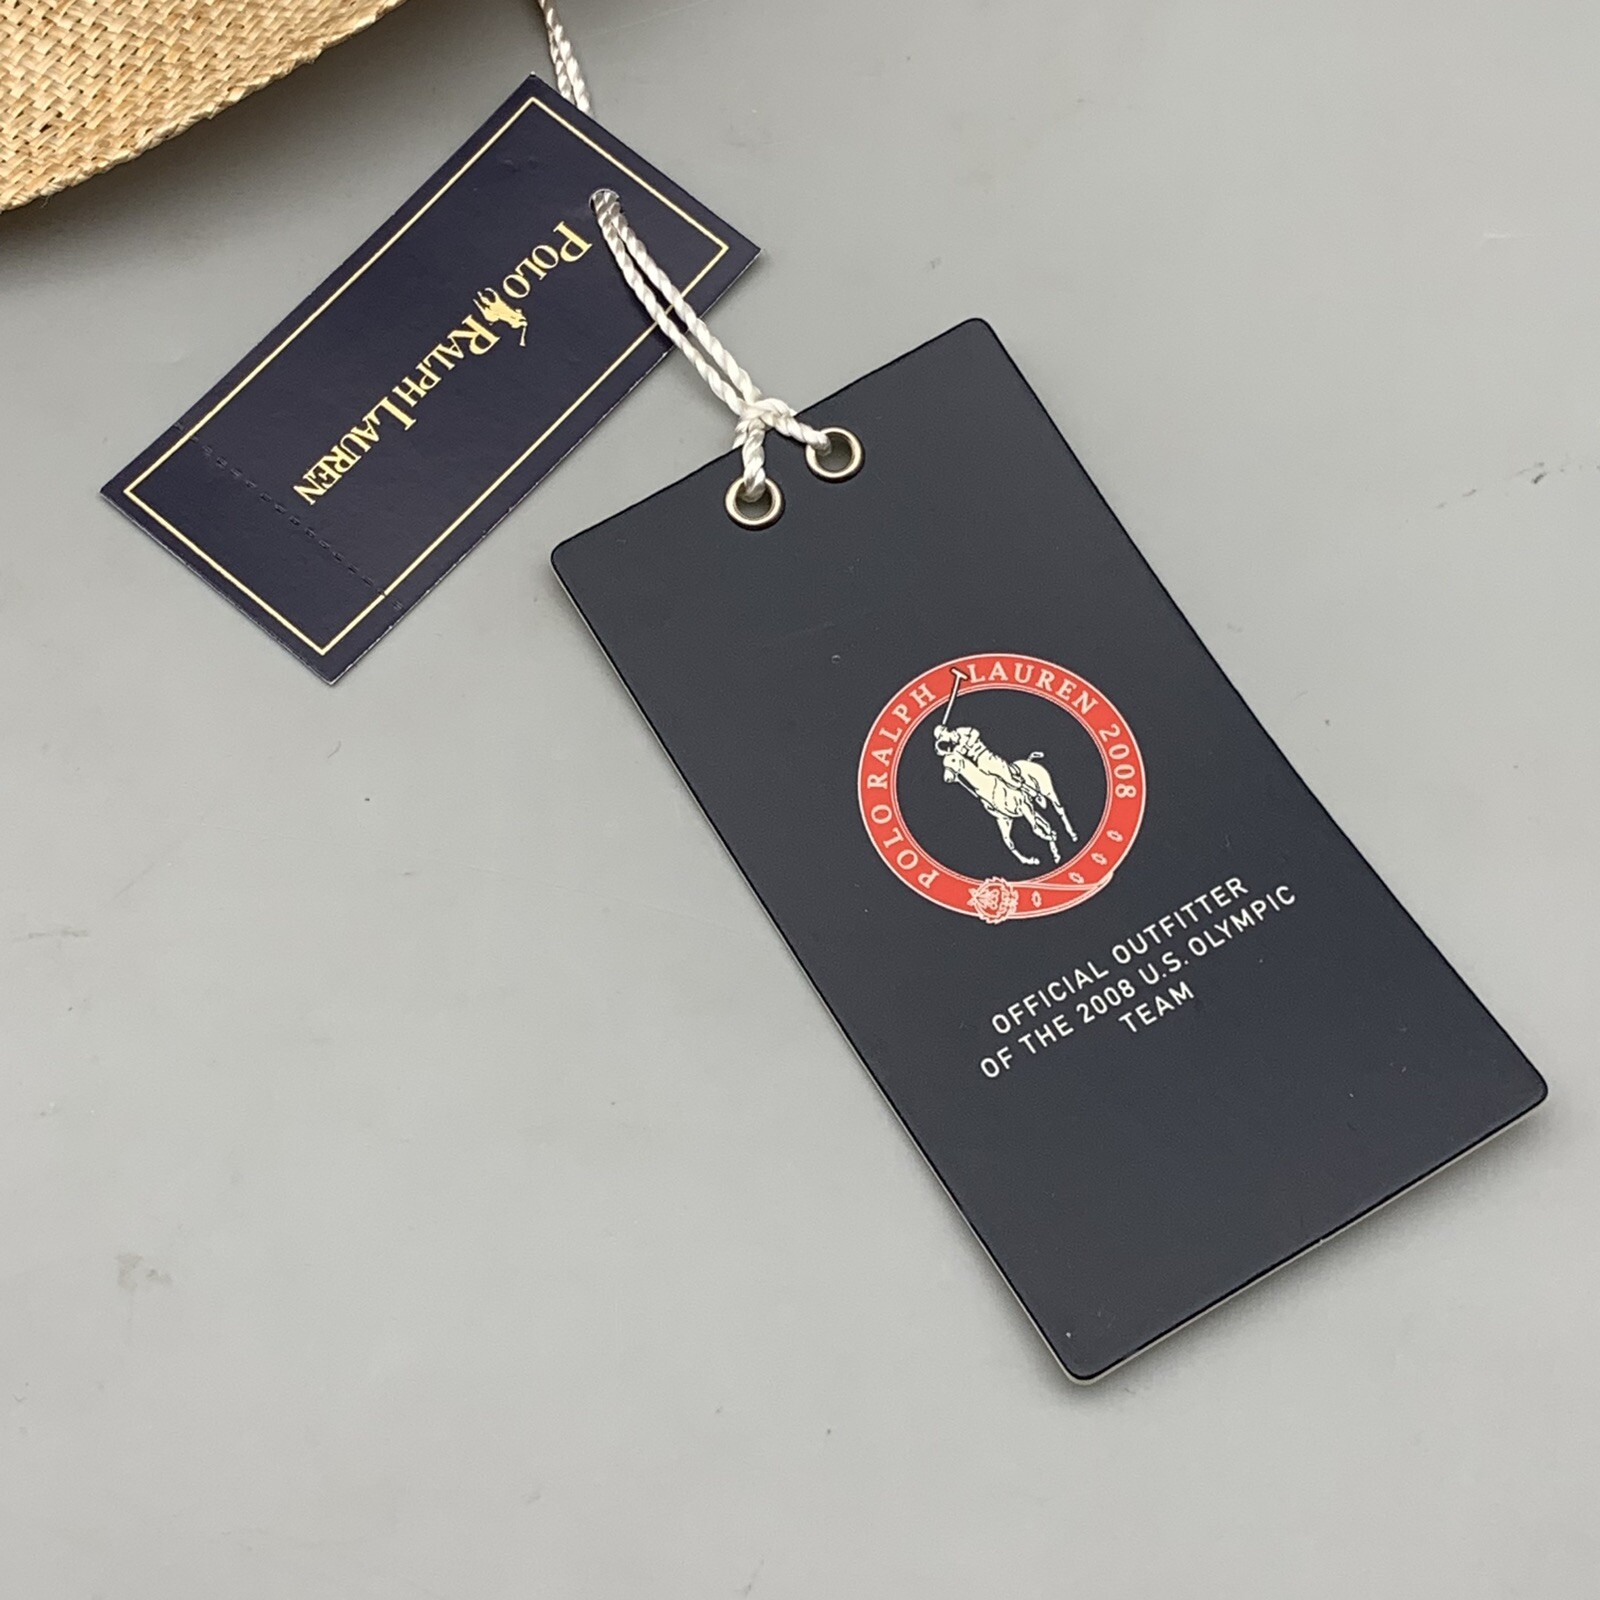 POLO RALPH LAUREN
POLO RALPH LAUREN 2008
OFFICIAL OUTFITTER
OF THE 2008 U.S. OLYMPIC
TEAM